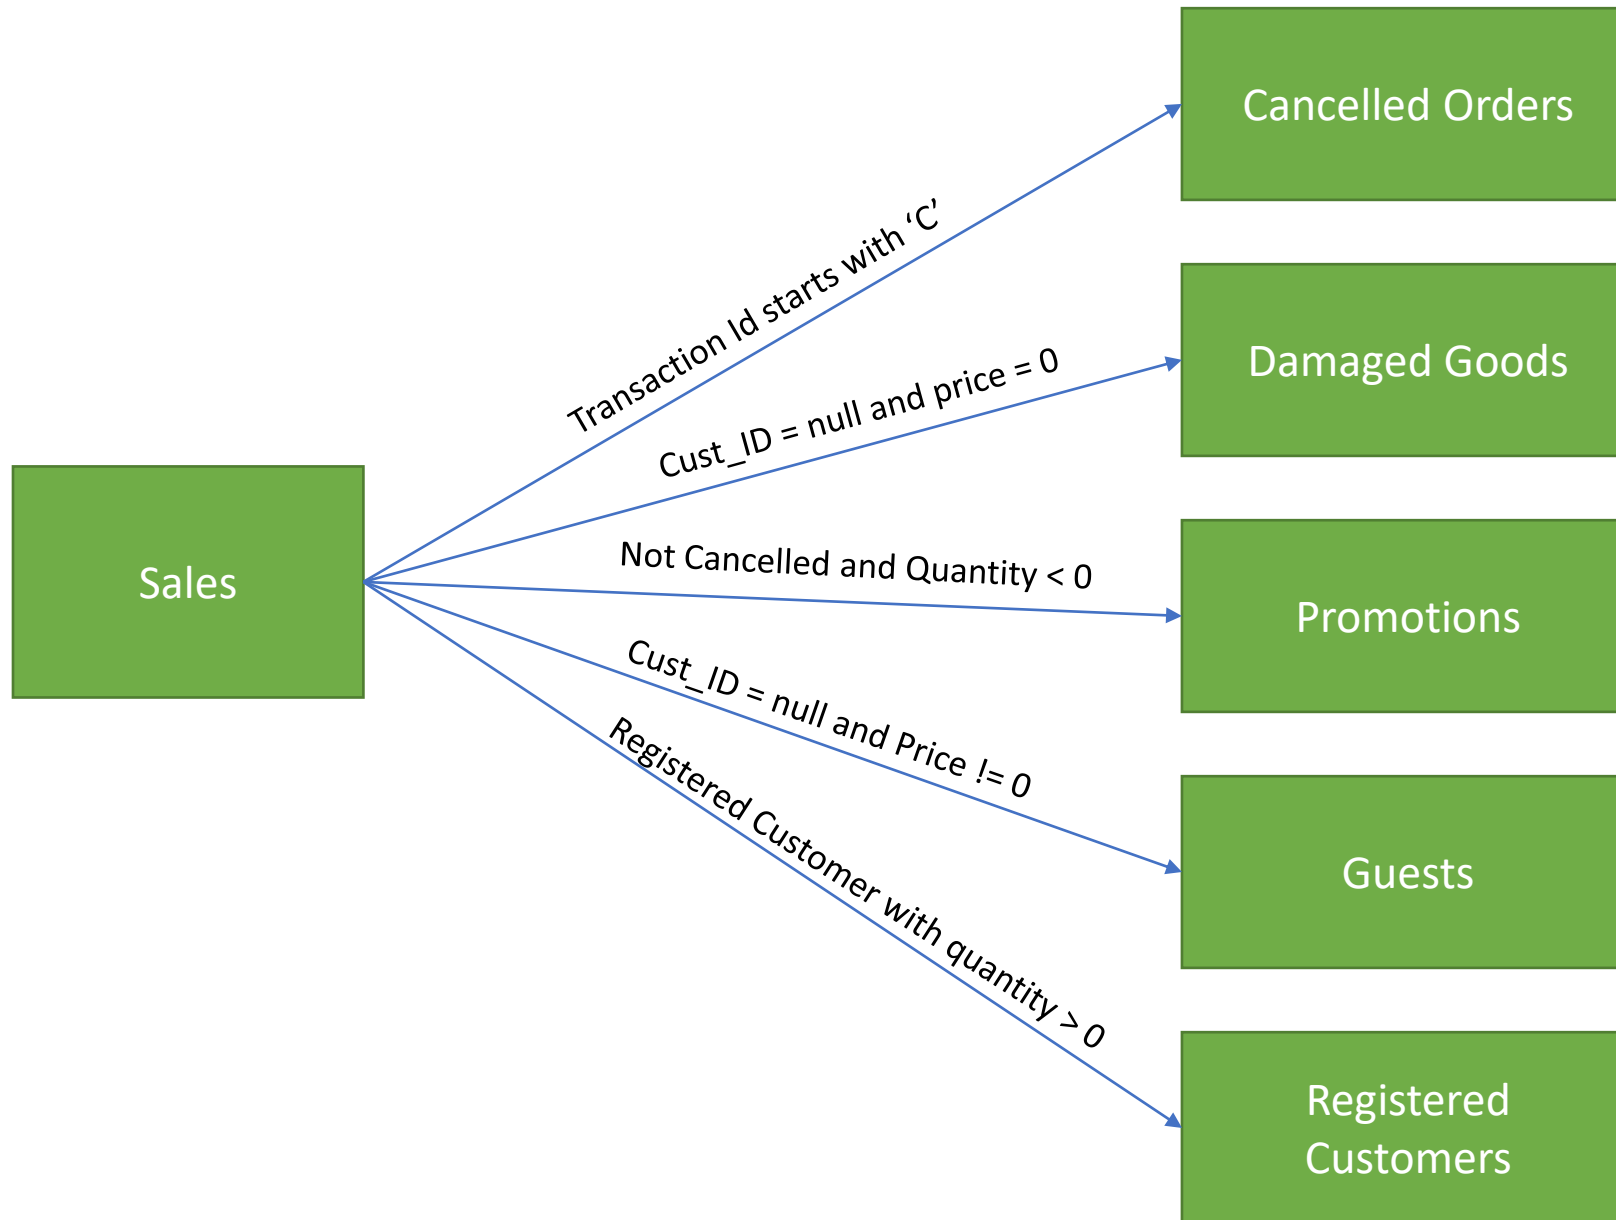 Cancelled Orders
Transaction Id starts with ‘C’
Damaged Goods
Cust_ID = null and price = 0
Sales
Not Cancelled and Quantity < 0
Promotions
Cust_ID = null and Price != 0
Guests
Registered Customer with quantity > 0
Registered
Customers